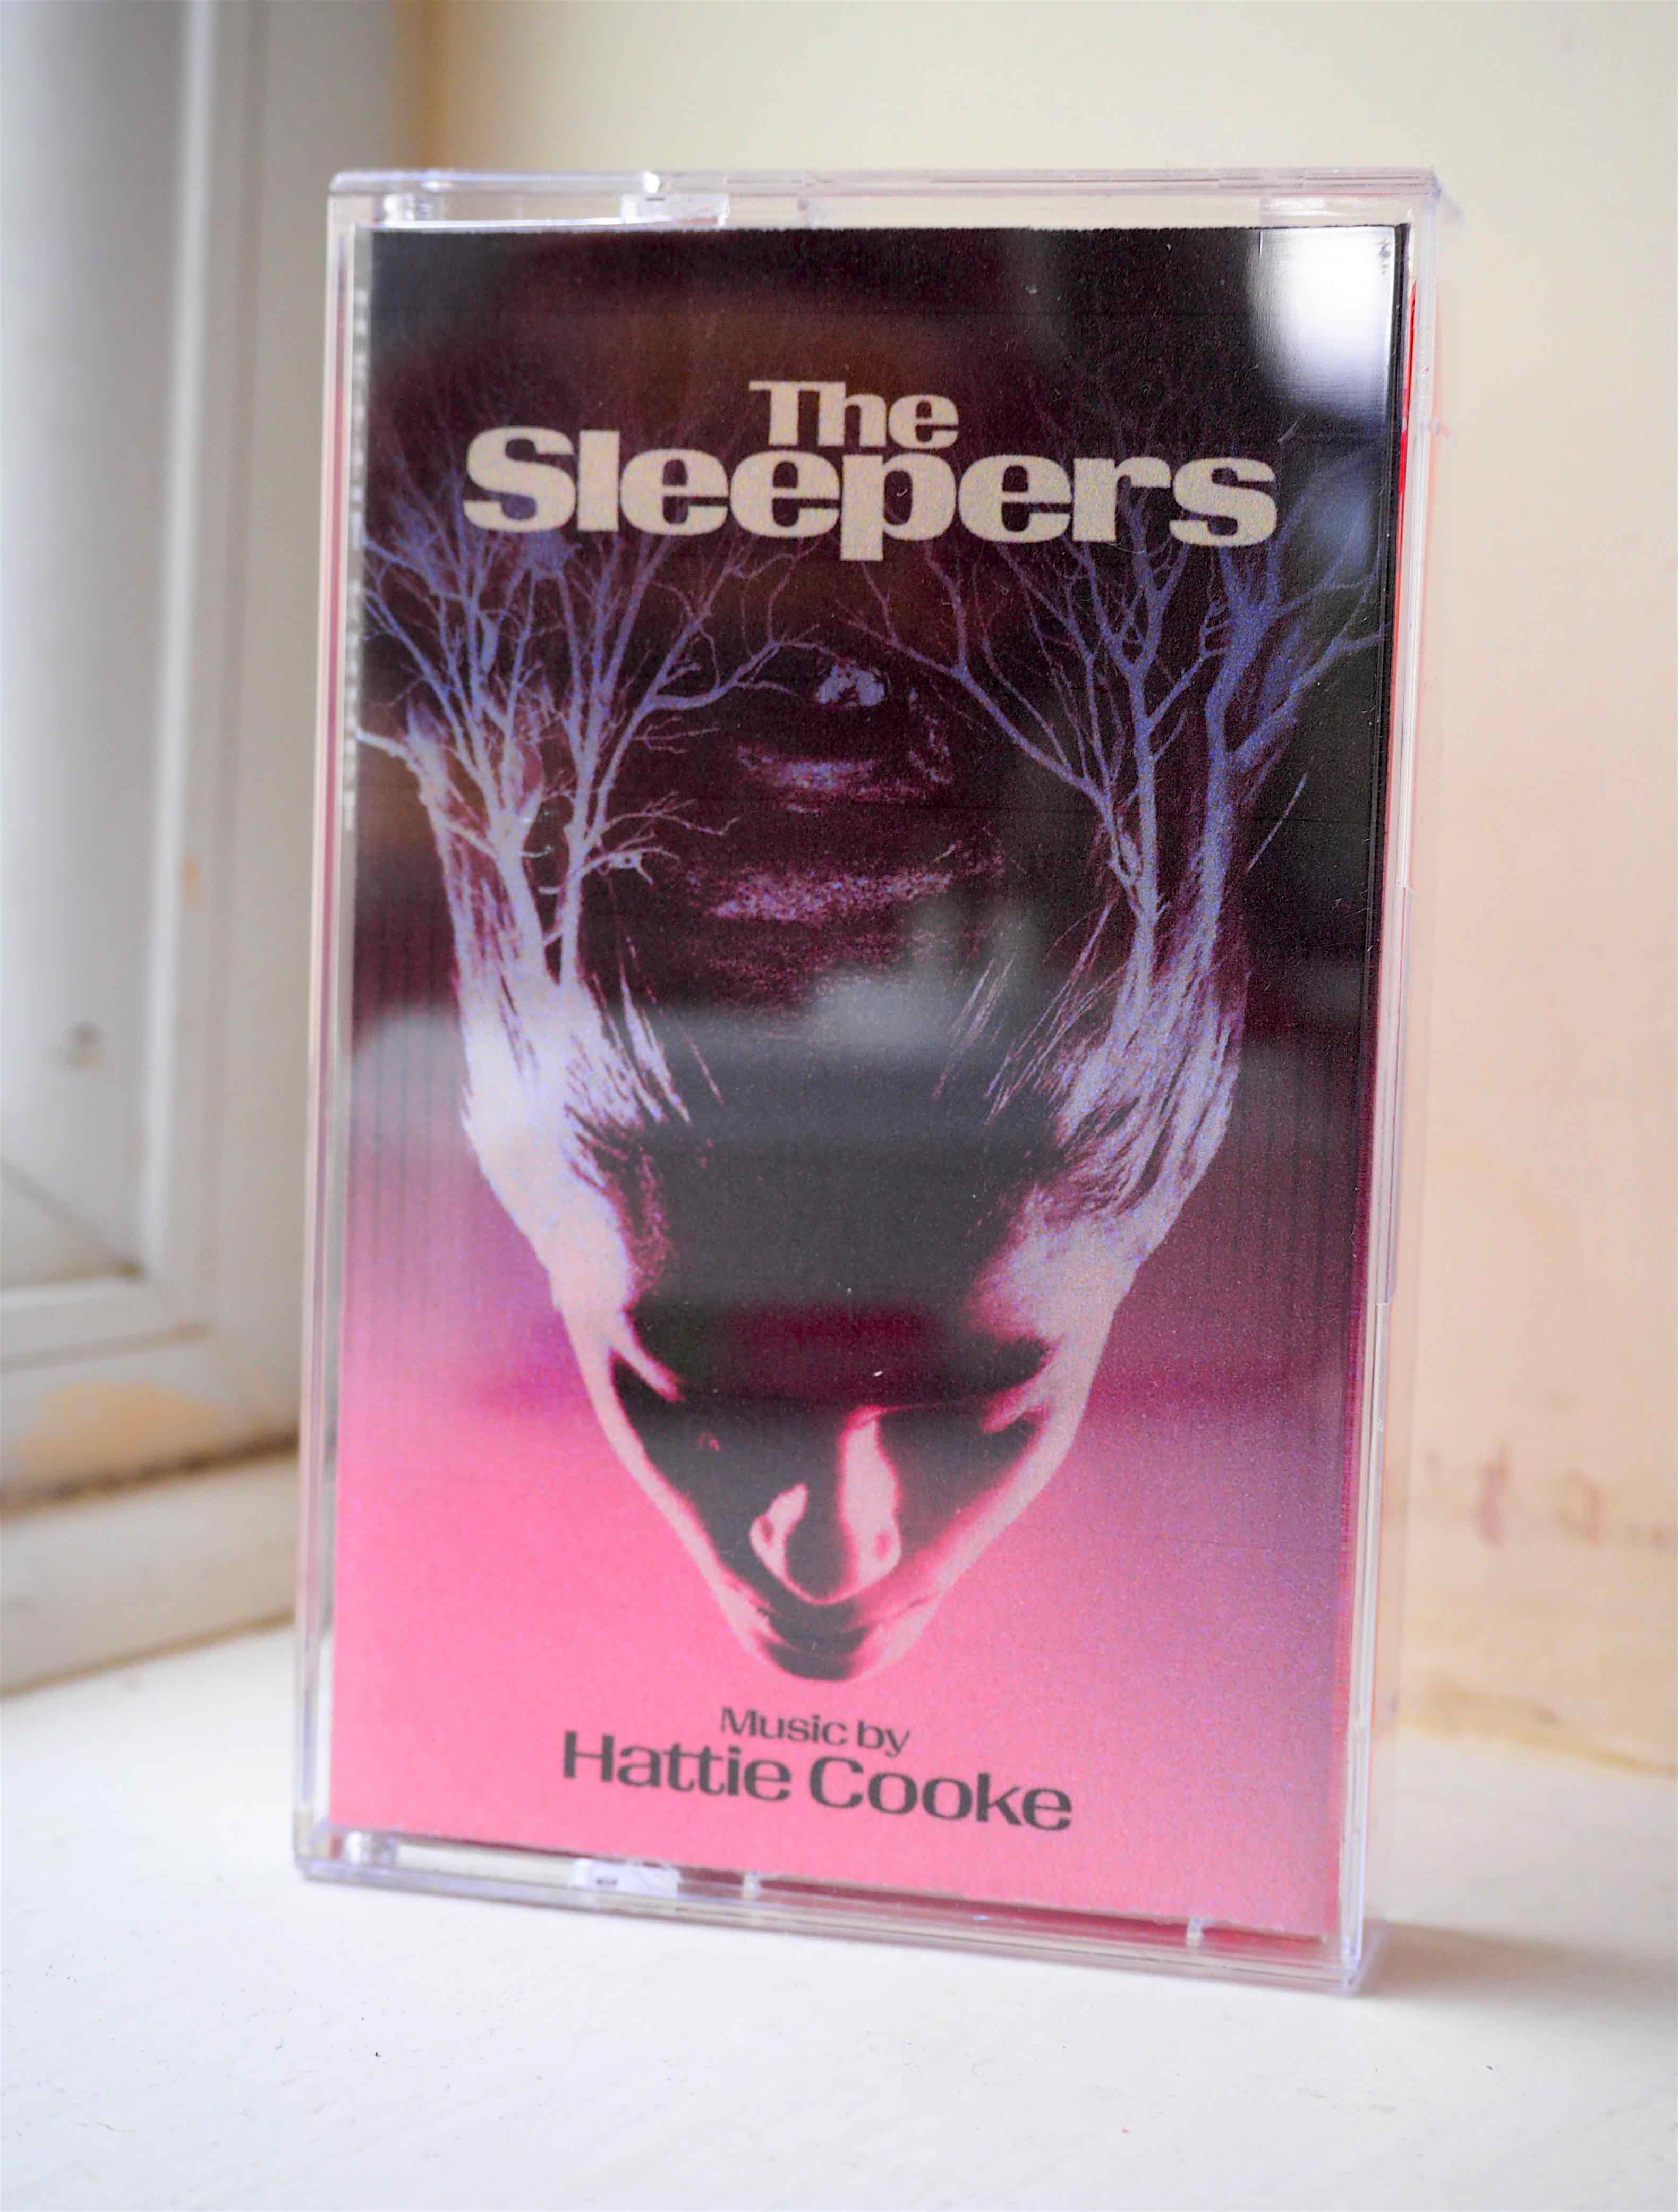 The
Sleepers
Music by
Hattie Cooke